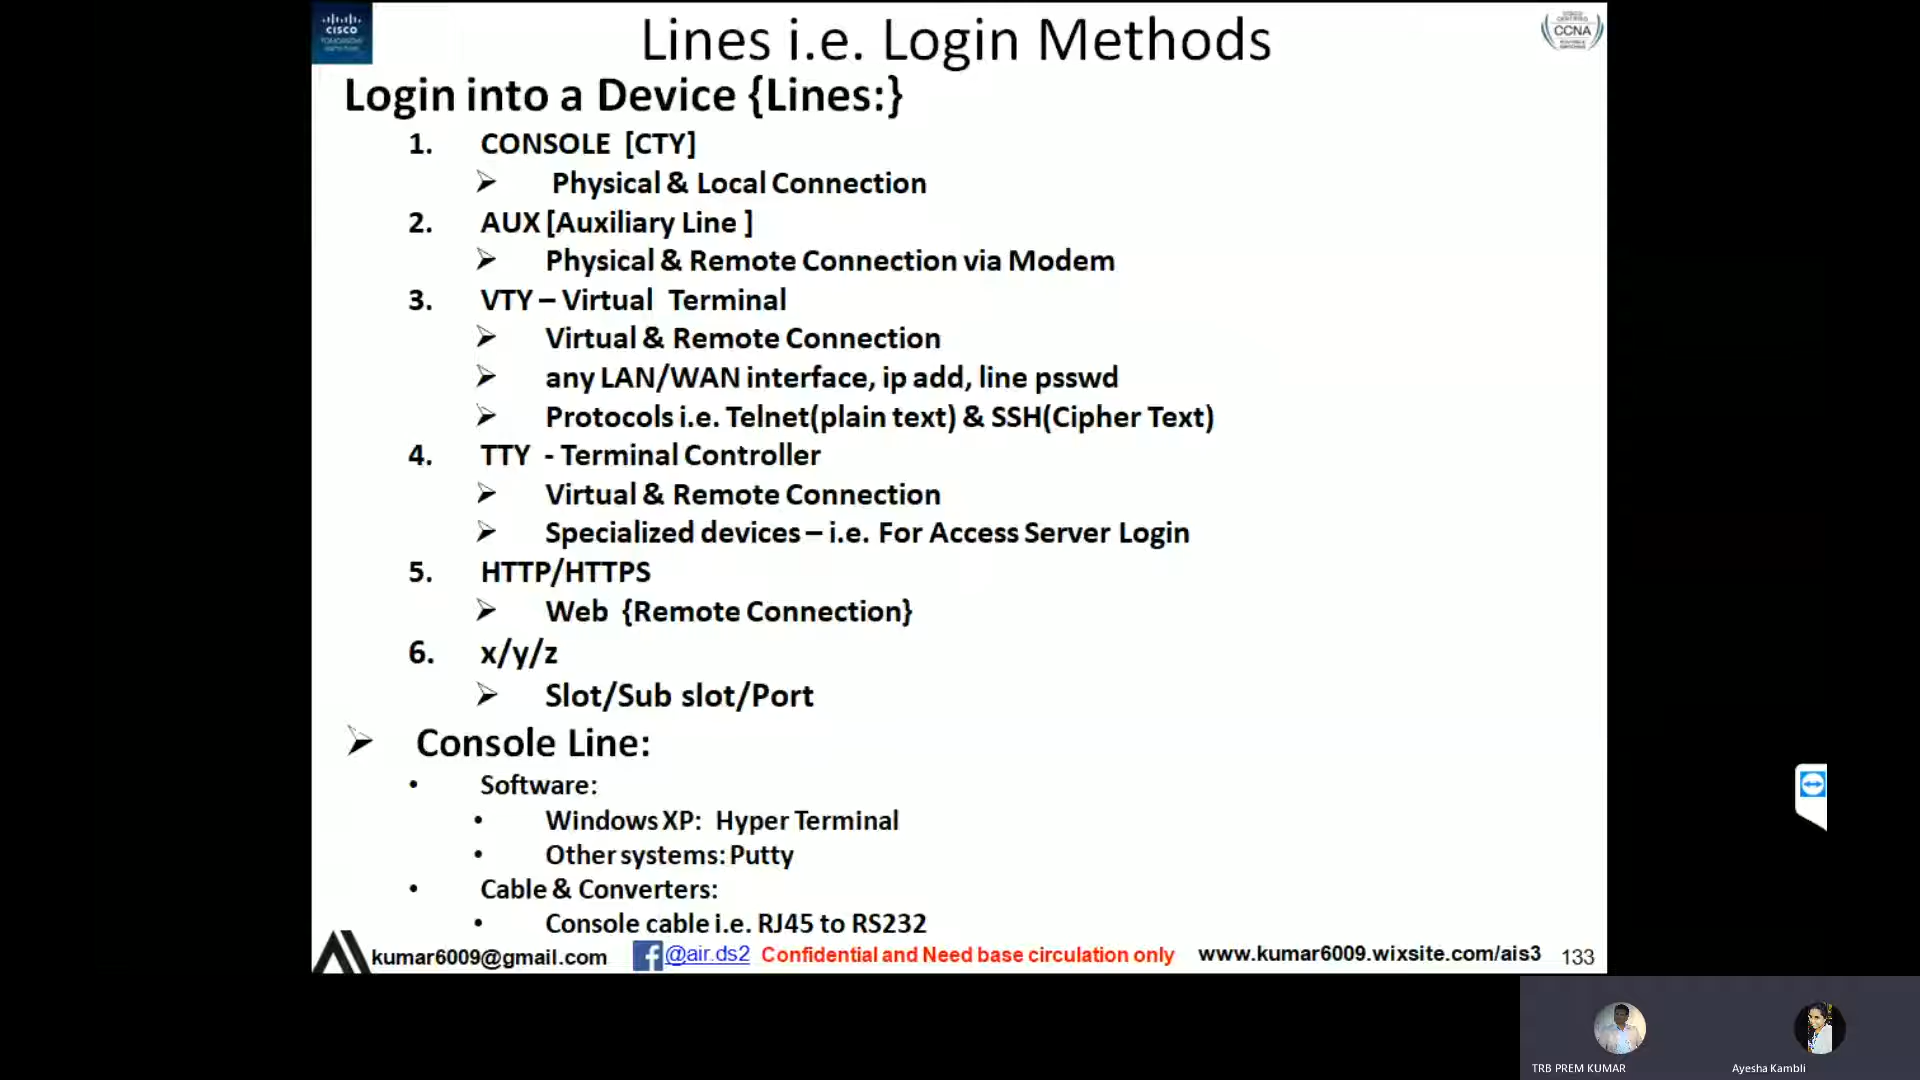 CISCO
Lines i.e. Login Methods
CCNA
Login into a Device {Lines:}
1. CONSOLE [CTY]
➢ Physical & Local Connection
2. AUX [Auxiliary Line ]
➢ Physical & Remote Connection via Modem
3. VTY – Virtual Terminal
➢ Virtual & Remote Connection
➢ any LAN/WAN interface, ip add, line psswd
➢ Protocols i.e. Telnet(plain text) & SSH(Cipher Text)
4. TTY - Terminal Controller
➢ Virtual & Remote Connection
➢ Specialized devices – i.e. For Access Server Login
5. HTTP/HTTPS
➢ Web {Remote Connection}
6. x/y/z
➢ Slot/Sub slot/Port
➢ Console Line:
• Software:
• Windows XP: Hyper Terminal
• Other systems: Putty
• Cable & Converters:
• Console cable i.e. RJ45 to RS232
kumar6009@gmail.com @air.ds2 Confidential and Need base circulation only www.kumar6009.wixsite.com/ais3 133
TRB PREM KUMAR Ayesha Kambli